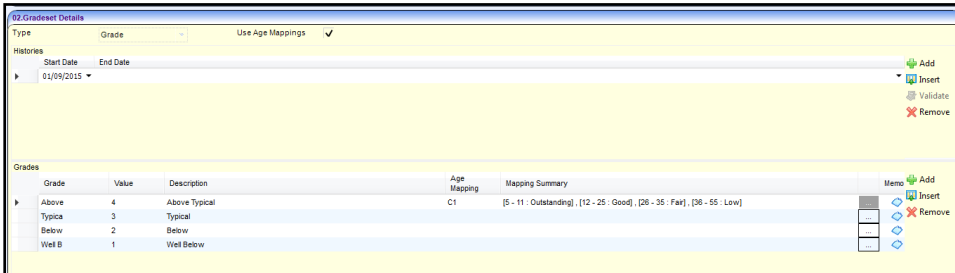 02.Gradeset Details
Type Grade Use Age Mappings
Histories
Start Date End Date
01/09/2015
Add
Insert
Validate
Remove
Grades
Grade Value Description Age Mapping Mapping Summary Memo
Above 4 Above Typical C1 [5 - 11 : Outstanding] , [12 - 25 : Good] , [26 - 35 : Fair] , [36 - 55 : Low] ...
Typica 3 Typical ...
Below 2 Below ...
Well B 1 Well Below ...
Add
Insert
Remove